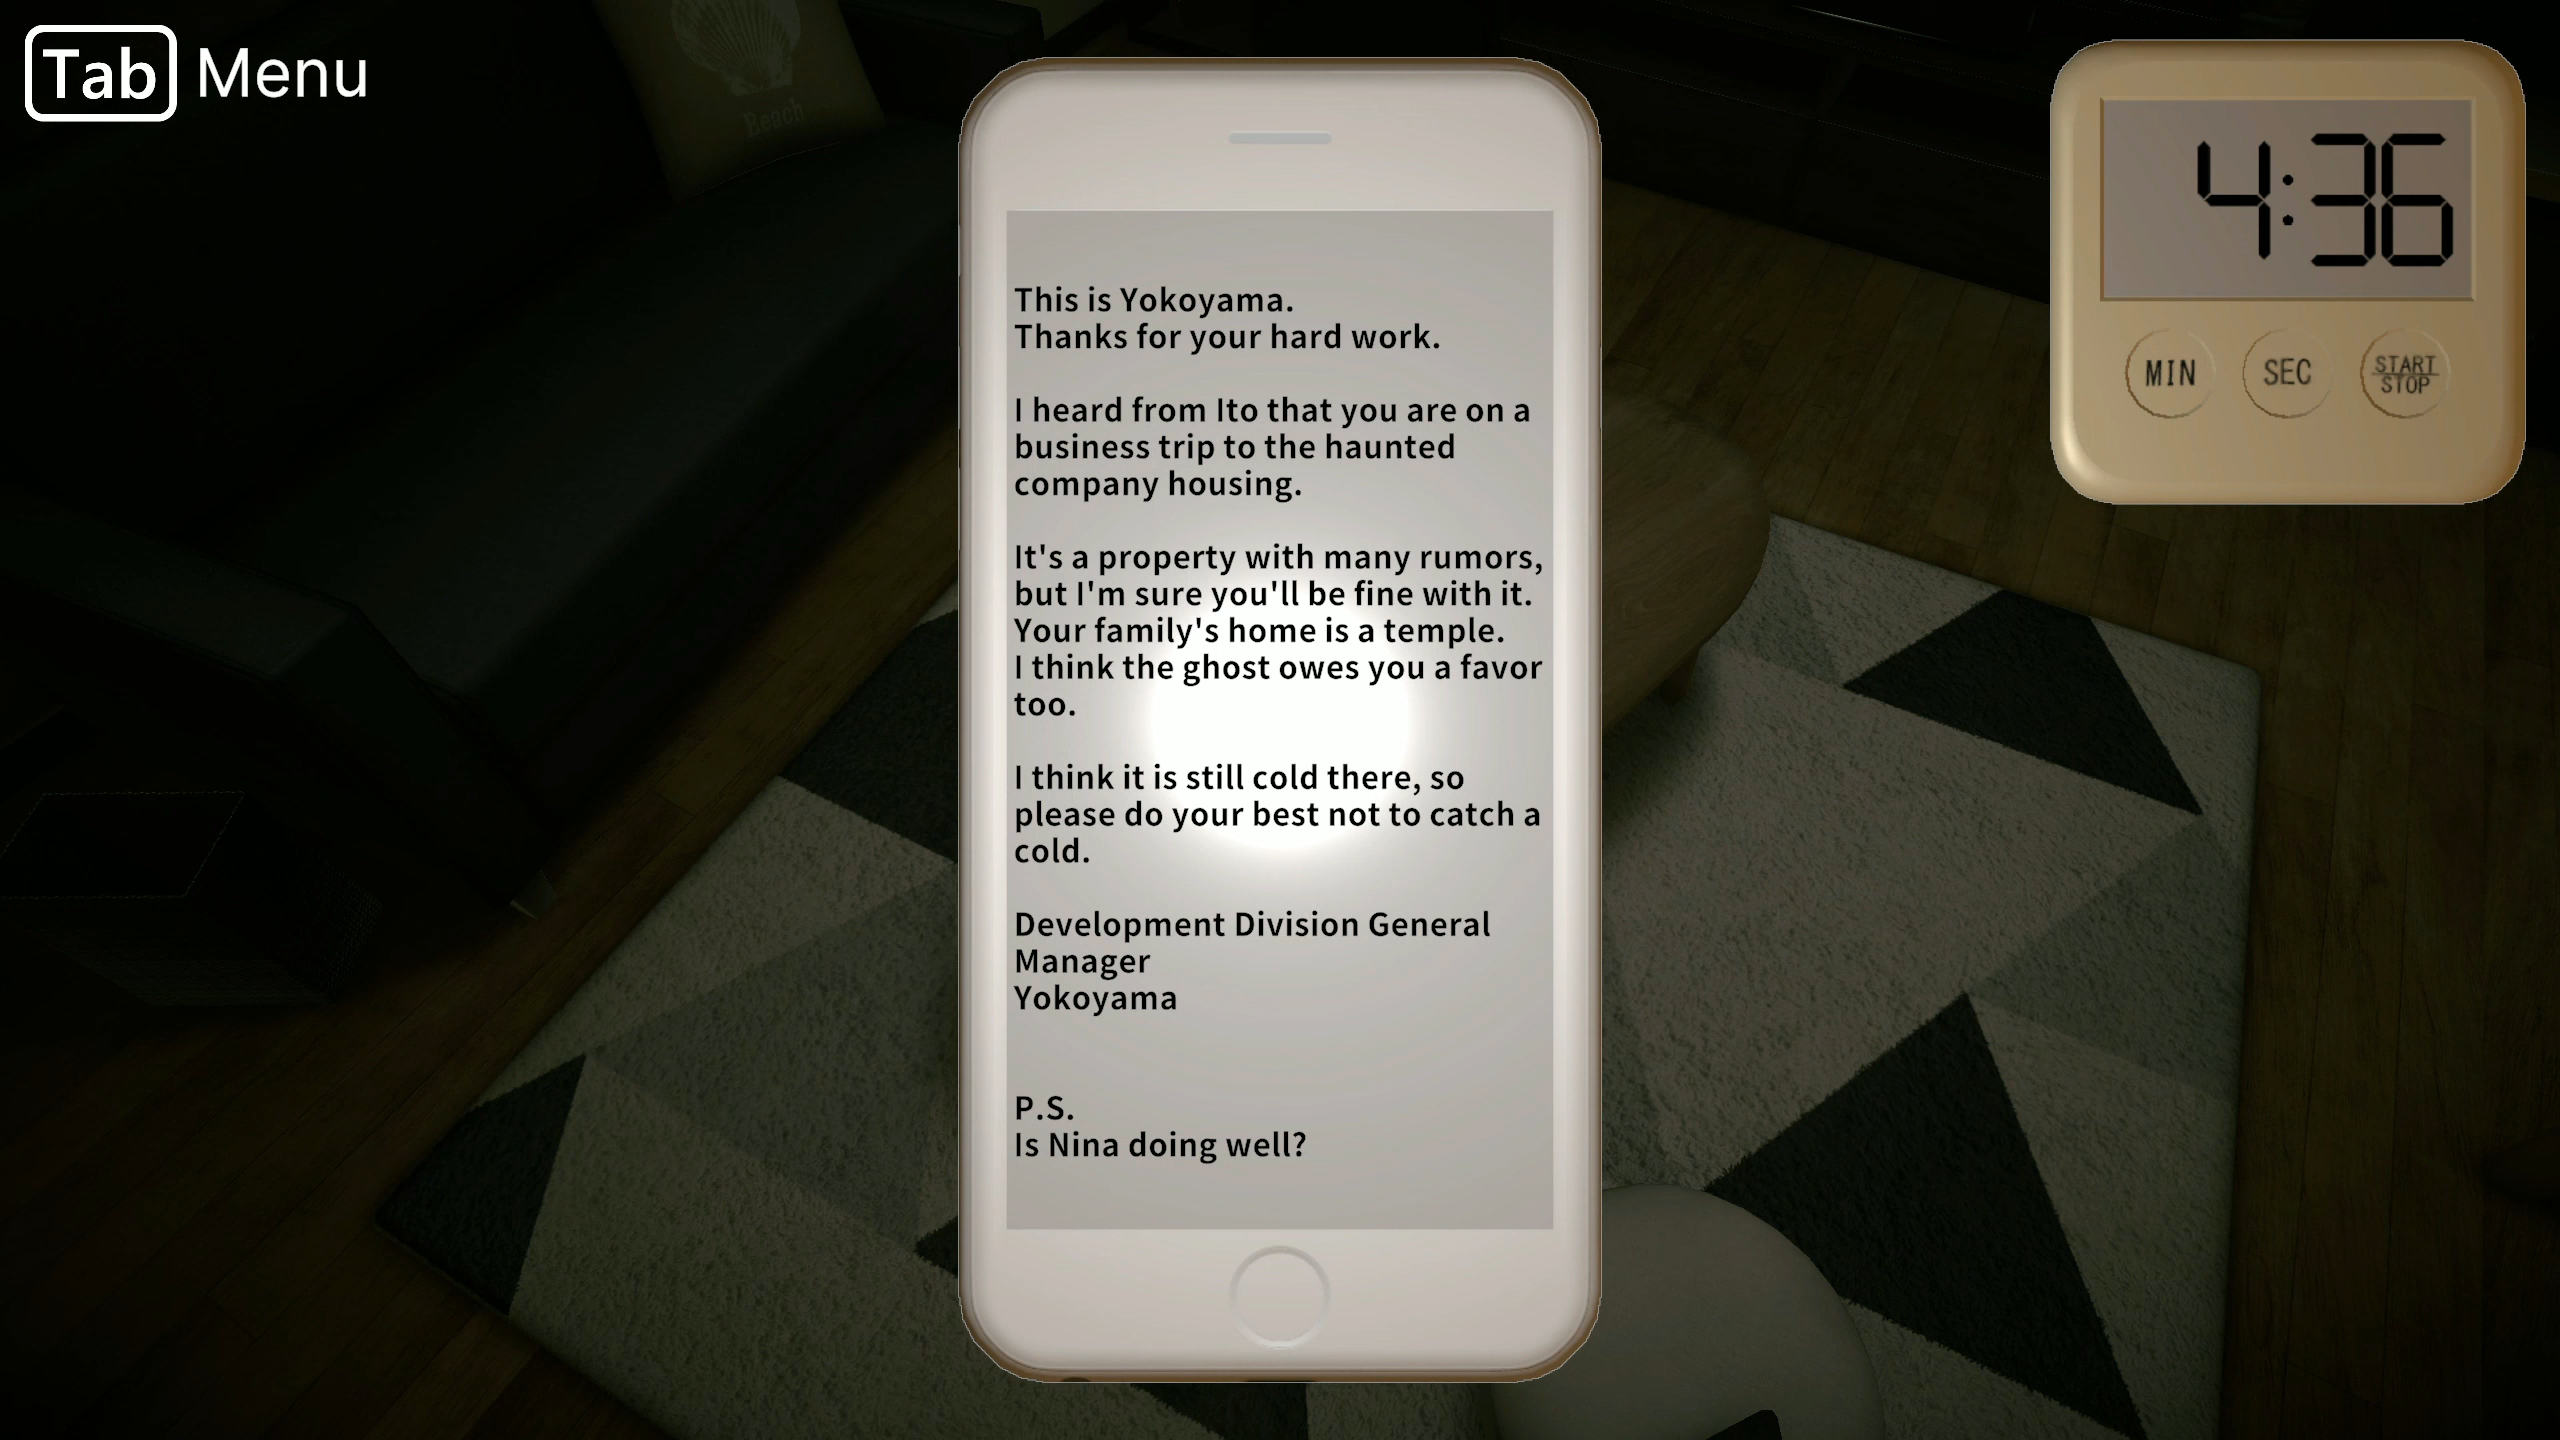 Tab Menu
Beach
4:36
MIN SEC START
STOP
This is Yokoyama.
Thanks for your hard work.
I heard from Ito that you are on a
business trip to the haunted
company housing.
It's a property with many rumors,
but I'm sure you'll be fine with it.
Your family's home is a temple.
I think the ghost owes you a favor
too.
I think it is still cold there, so
please do your best not to catch a
cold.
Development Division General
Manager
Yokoyama
P.S.
Is Nina doing well?